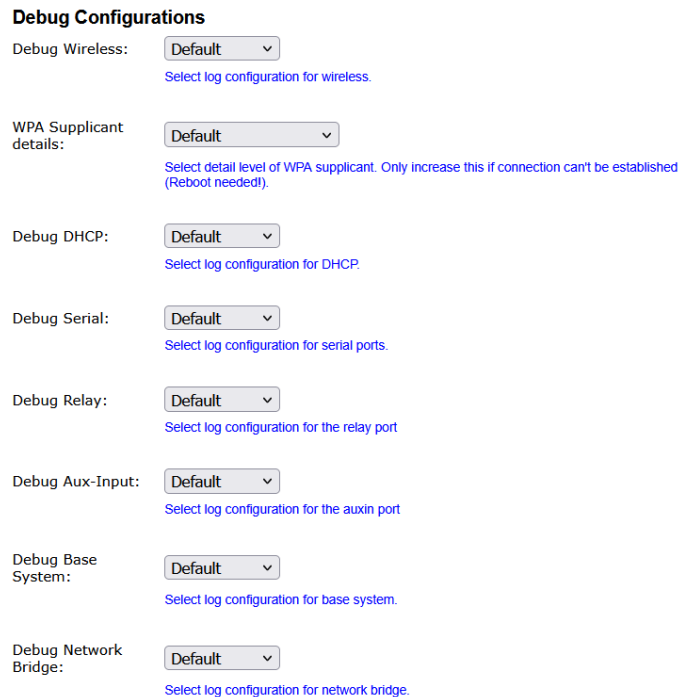 Debug Configurations
Debug Wireless:
Default
Select log configuration for wireless.
WPA Supplicant
details:
Default
Select detail level of WPA supplicant. Only increase this if connection can't be established
(Reboot needed!).
Debug DHCP:
Default
Select log configuration for DHCP.
Debug Serial:
Default
Select log configuration for serial ports.
Debug Relay:
Default
Select log configuration for the relay port
Debug Aux-Input:
Default
Select log configuration for the auxin port
Debug Base
System:
Default
Select log configuration for base system.
Debug Network
Bridge:
Default
Select log configuration for network bridge.